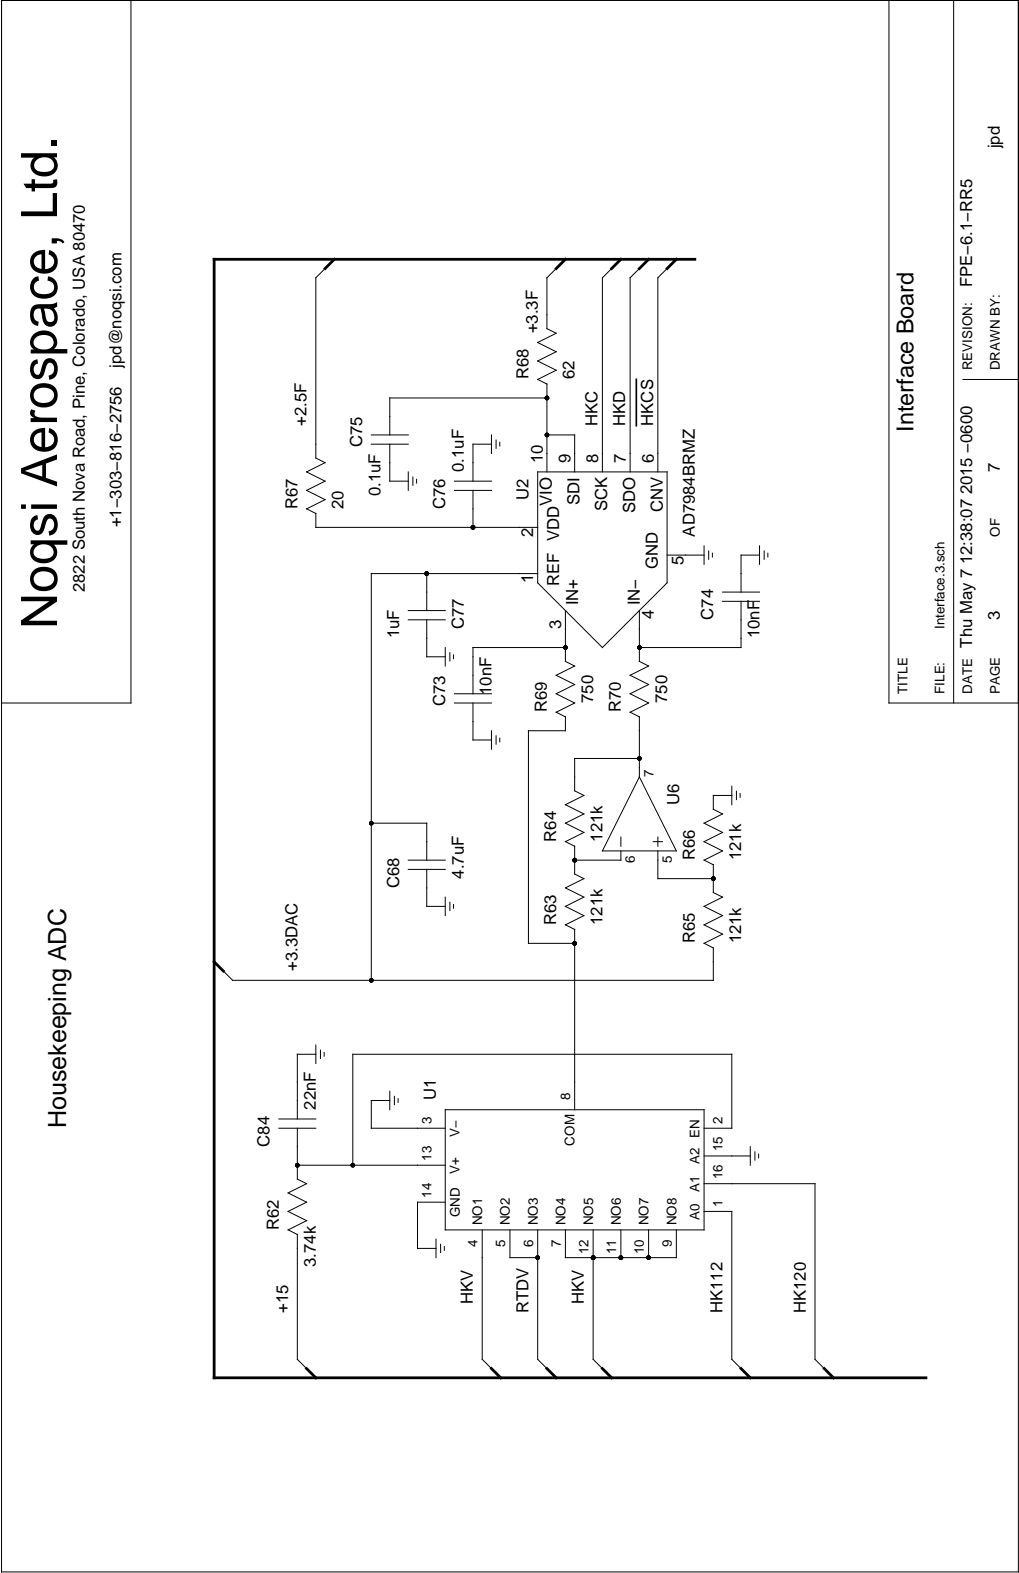 Housekeeping ADC
Noqsi Aerospace, Ltd.
2822 South Nova Road, Pine, Colorado, USA 80470
+1−303−816−2756 jpd@noqsi.com
+15
R62
3.74k
C84
22nF
+3.3DAC
C68
4.7uF
1uF
C77
R67
20
+2.5F
C75
0.1uF
C76
0.1uF
R68
62
+3.3F
U1
14
GND
13
V+
3
V−
HKV
4
NO1
RTDV
5
NO2
6
NO3
HKV
7
NO4
12
NO5
11
NO6
10
NO7
9
NO8
COM
8
A0
1
A1
16
A2
15
EN
2
HK112
HK120
R63
121k
R64
121k
R65
121k
R66
121k
6
5
7
U6
C73
10nF
R69
750
R70
750
C74
10nF
U2
1
REF
2
VDD
3
IN+
4
IN−
5
GND
10
VIO
9
SDI
8
SCK
7
SDO
6
CNV
AD7984BRMZ
HKC
HKD
HKCS
TITLE
Interface Board
FILE: Interface.3.sch
DATE Thu May 7 12:38:07 2015 −0600
REVISION: FPE−6.1−RR5
PAGE 3 OF 7
DRAWN BY: jpd